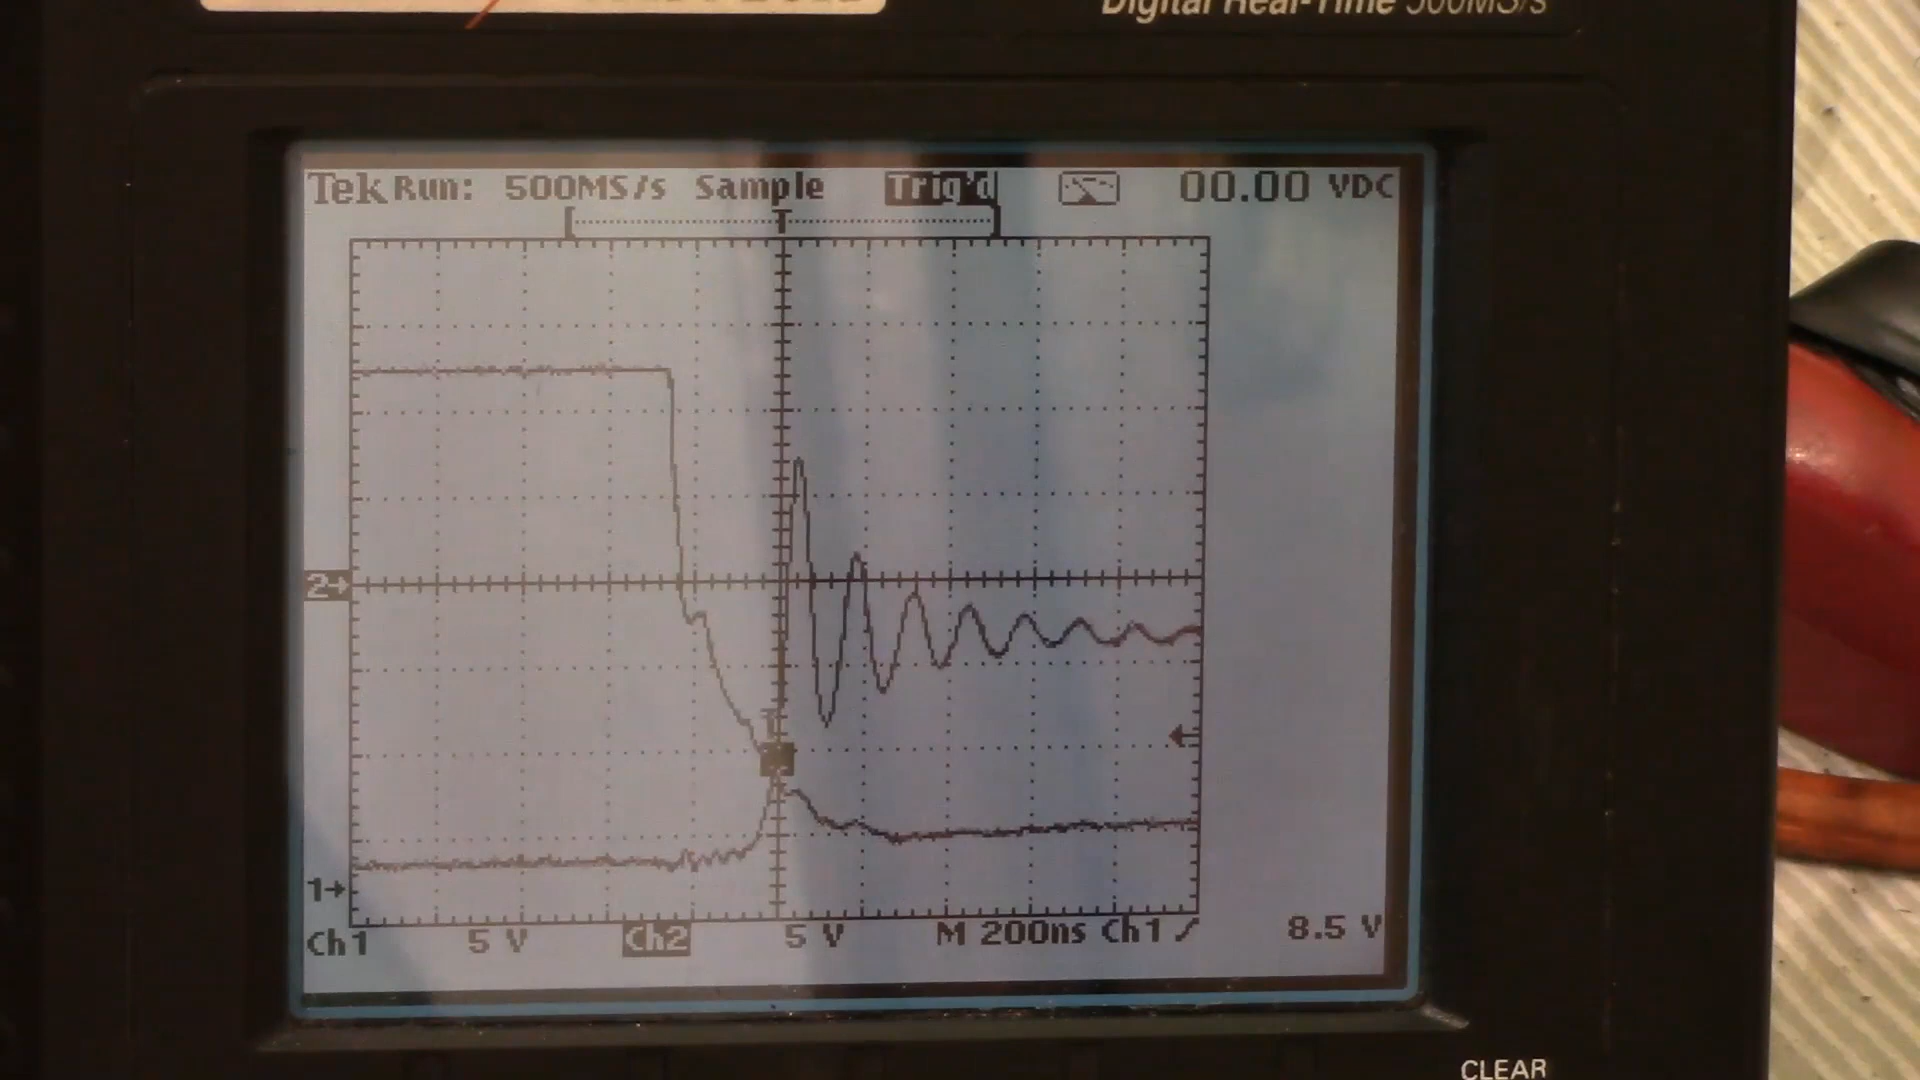 Digital Real-Time 500MS/s
Tek Run: 500MS/s Sample Trig'd 00.00 VDC
T
T
2→
1→
Ch1 5 V Ch2 5 V M 200ns Ch1 8.5 V
CLEAR